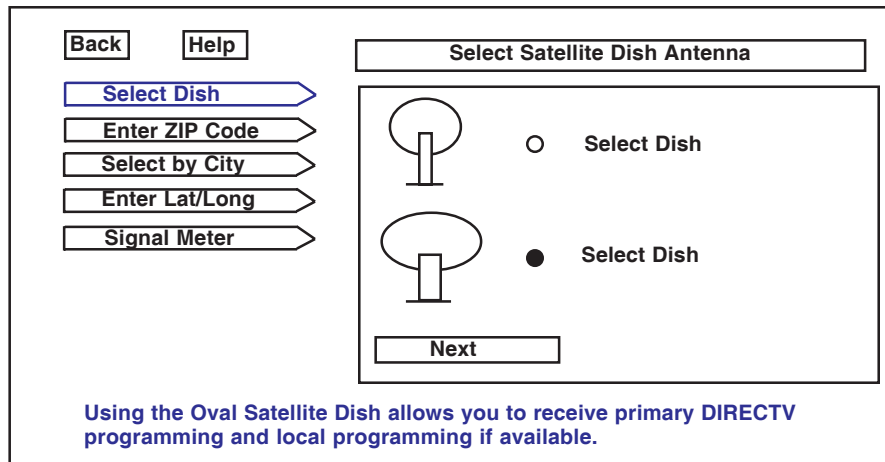 Back
Help
Select Satellite Dish Antenna
Select Dish
Enter ZIP Code
Select by City
Enter Lat/Long
Signal Meter
Select Dish
Select Dish
Next
Using the Oval Satellite Dish allows you to receive primary DIRECTV
programming and local programming if available.